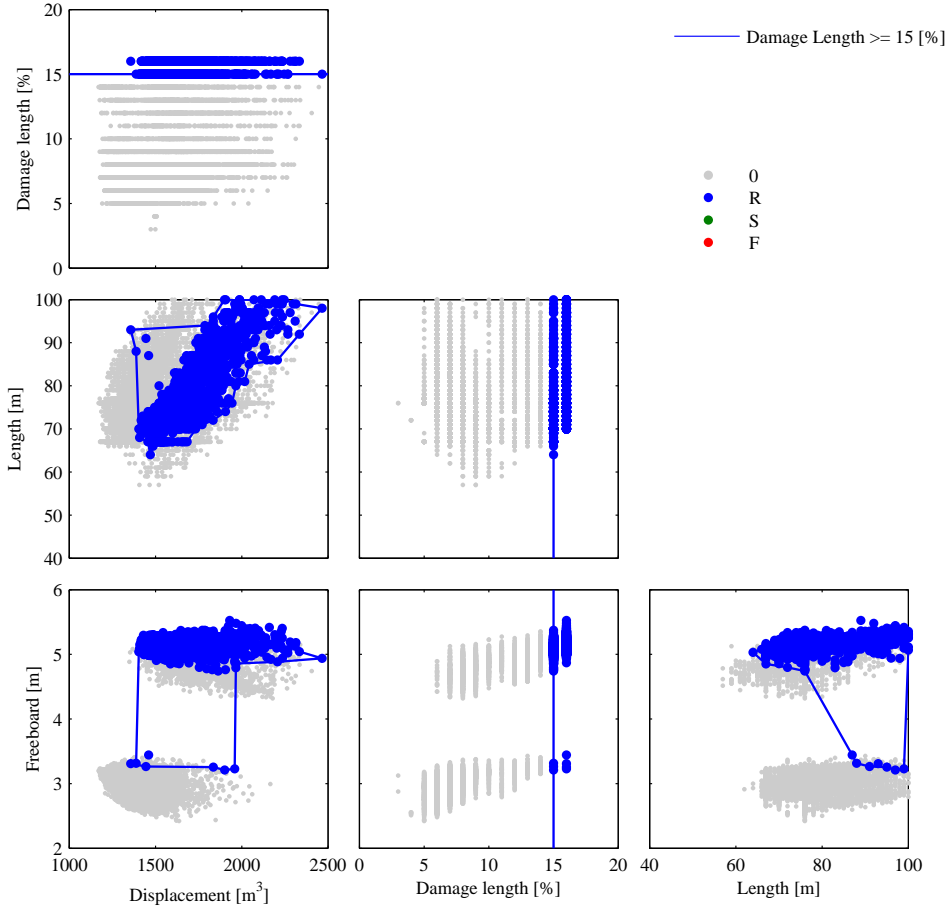 20
15
10
5
0
Damage length [%]
Damage Length >= 15 [%]
0
R
S
F
100
90
80
70
60
50
40
Length [m]
6
5
4
3
2
Freeboard [m]
1000 1500 2000 2500
Displacement [m³]
0 5 10 15 20
Damage length [%]
40 60 80 100
Length [m]